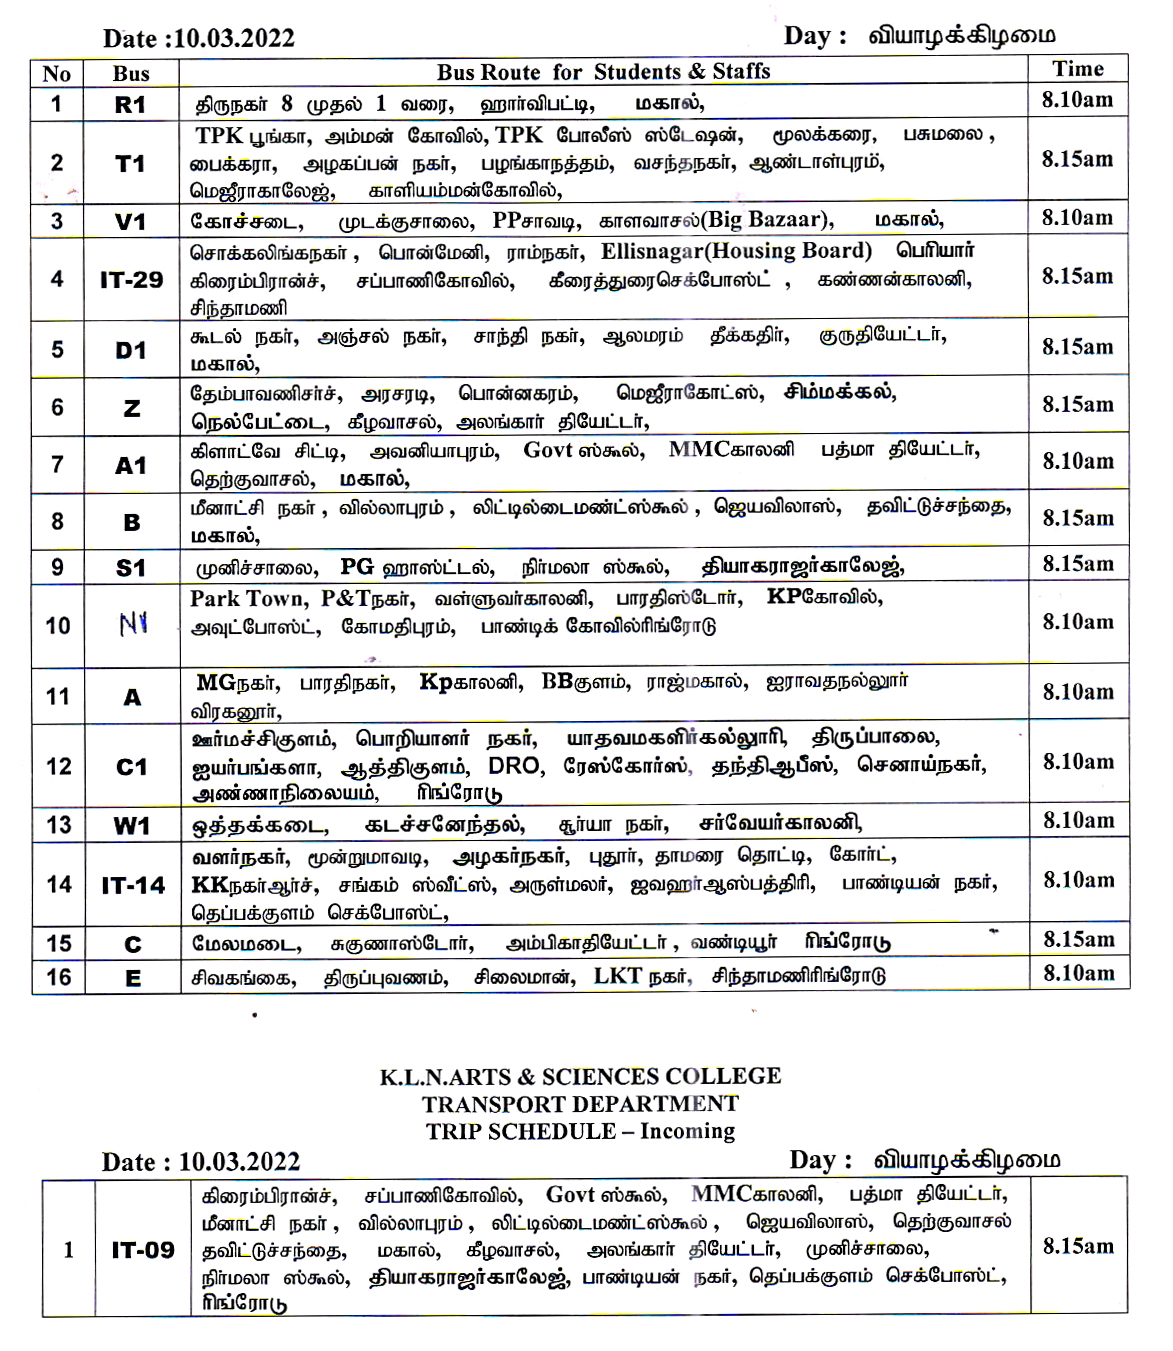 Date :10.03.2022 Day : வியாழக்கிழமை
No Bus Bus Route for Students & Staffs Time
1 R1 திருநகர் 8 முதல் 1 வரை, ஹார்விபட்டி, மகால், 8.10am
TPK பூங்கா, அம்மன் கோவில், TPK போலீஸ் ஸ்டேஷன், மூலக்கரை, பசுமலை ,
2 T1 பைக்கரா, அழகப்பன் நகர், பழங்காநத்தம், வசந்தநகர், ஆண்டாள்புரம், 8.15am
மெஜீராகாலேஜ், காளியம்மன்கோவில்,
3 V1 கோச்சடை, முடக்குசாலை, PPசாவடி, காளவாசல்(Big Bazaar), மகால், 8.10am
சொக்கலிங்கநகர் , பொன்மேனி, ராம்நகர், Ellisnagar(Housing Board) பெரியார்
4 IT-29 கிரைம்பிரான்ச், சப்பாணிகோவில், கீரைத்துரைசெக்போஸ்ட் , கண்ணன்காலனி, 8.15am
சிந்தாமணி
5 D1 கூடல் நகர், அஞ்சல் நகர், சாந்தி நகர், ஆலமரம் தீக்கதிர், குருதியேட்டர், 8.15am
மகால்,
6 Z தேம்பாவணிசர்ச், அரசரடி, பொன்னகரம், மெஜீராகோட்ஸ், சிம்மக்கல், 8.15am
நெல்பேட்டை, கீழவாசல், அலங்கார் தியேட்டர்,
7 A1 கிளாட்வே சிட்டி, அவனியாபுரம், Govt ஸ்கூல், MMCகாலனி பத்மா தியேட்டர், 8.10am
தெற்குவாசல், மகால்,
8 B மீனாட்சி நகர் , வில்லாபுரம் , லிட்டில்டைமண்ட்ஸ்கூல் , ஜெயவிலாஸ், தவிட்டுச்சந்தை, 8.15am
மகால்,
9 S1 முனிச்சாலை, PG ஹாஸ்ட்டல், நிர்மலா ஸ்கூல், தியாகராஜர்காலேஜ், 8.15am
Park Town, P&Tநகர், வள்ளுவர்காலனி, பாரதிஸ்டோர், KPகோவில்,
10 N1 அவுட்போஸ்ட், கோமதிபுரம், பாண்டிக் கோவில்ரிங்ரோடு 8.10am
11 A MGநகர், பாரதிநகர், Kpகாலனி, BBகுளம், ராஜ்மகால், ஐராவதநல்லூர் 8.10am
விரகனூர்,
ஊர்மச்சிகுளம், பொறியாளர் நகர், யாதவமகளிர்கல்லூரி, திருப்பாலை,
12 C1 ஐயர்பங்களா, ஆத்திகுளம், DRO, ரேஸ்கோர்ஸ், தந்திஆபீஸ், செனாய்நகர், 8.10am
அண்ணாநிலையம், ரிங்ரோடு
13 W1 ஒத்தக்கடை, கடச்சனேந்தல், சூர்யா நகர், சர்வேயர்காலனி, 8.10am
வளர்நகர், மூன்றுமாவடி, அழகர்நகர், புதூர், தாமரை தொட்டி, கோர்ட்,
14 IT-14 KKநகர்ஆர்ச், சங்கம் ஸ்வீட்ஸ், அருள்மலர், ஜவஹர்ஆஸ்பத்திரி, பாண்டியன் நகர், 8.10am
தெப்பக்குளம் செக்போஸ்ட்,
15 C மேலமடை, சுகுணாஸ்டோர், அம்பிகாதியேட்டர் , வண்டியூர் ரிங்ரோடு 8.15am
16 E சிவகங்கை, திருப்புவணம், சிலைமான், LKT நகர், சிந்தாமணிரிங்ரோடு 8.10am
K.L.N.ARTS & SCIENCES COLLEGE
TRANSPORT DEPARTMENT
TRIP SCHEDULE – Incoming
Date : 10.03.2022 Day : வியாழக்கிழமை
கிரைம்பிரான்ச், சப்பாணிகோவில், Govt ஸ்கூல், MMCகாலனி, பத்மா தியேட்டர்,
மீனாட்சி நகர் , வில்லாபுரம் , லிட்டில்டைமண்ட்ஸ்கூல் , ஜெயவிலாஸ், தெற்குவாசல்
1 IT-09 தவிட்டுச்சந்தை, மகால், கீழவாசல், அலங்கார் தியேட்டர், முனிச்சாலை, 8.15am
நிர்மலா ஸ்கூல், தியாகராஜர்காலேஜ், பாண்டியன் நகர், தெப்பக்குளம் செக்போஸ்ட்,
ரிங்ரோடு